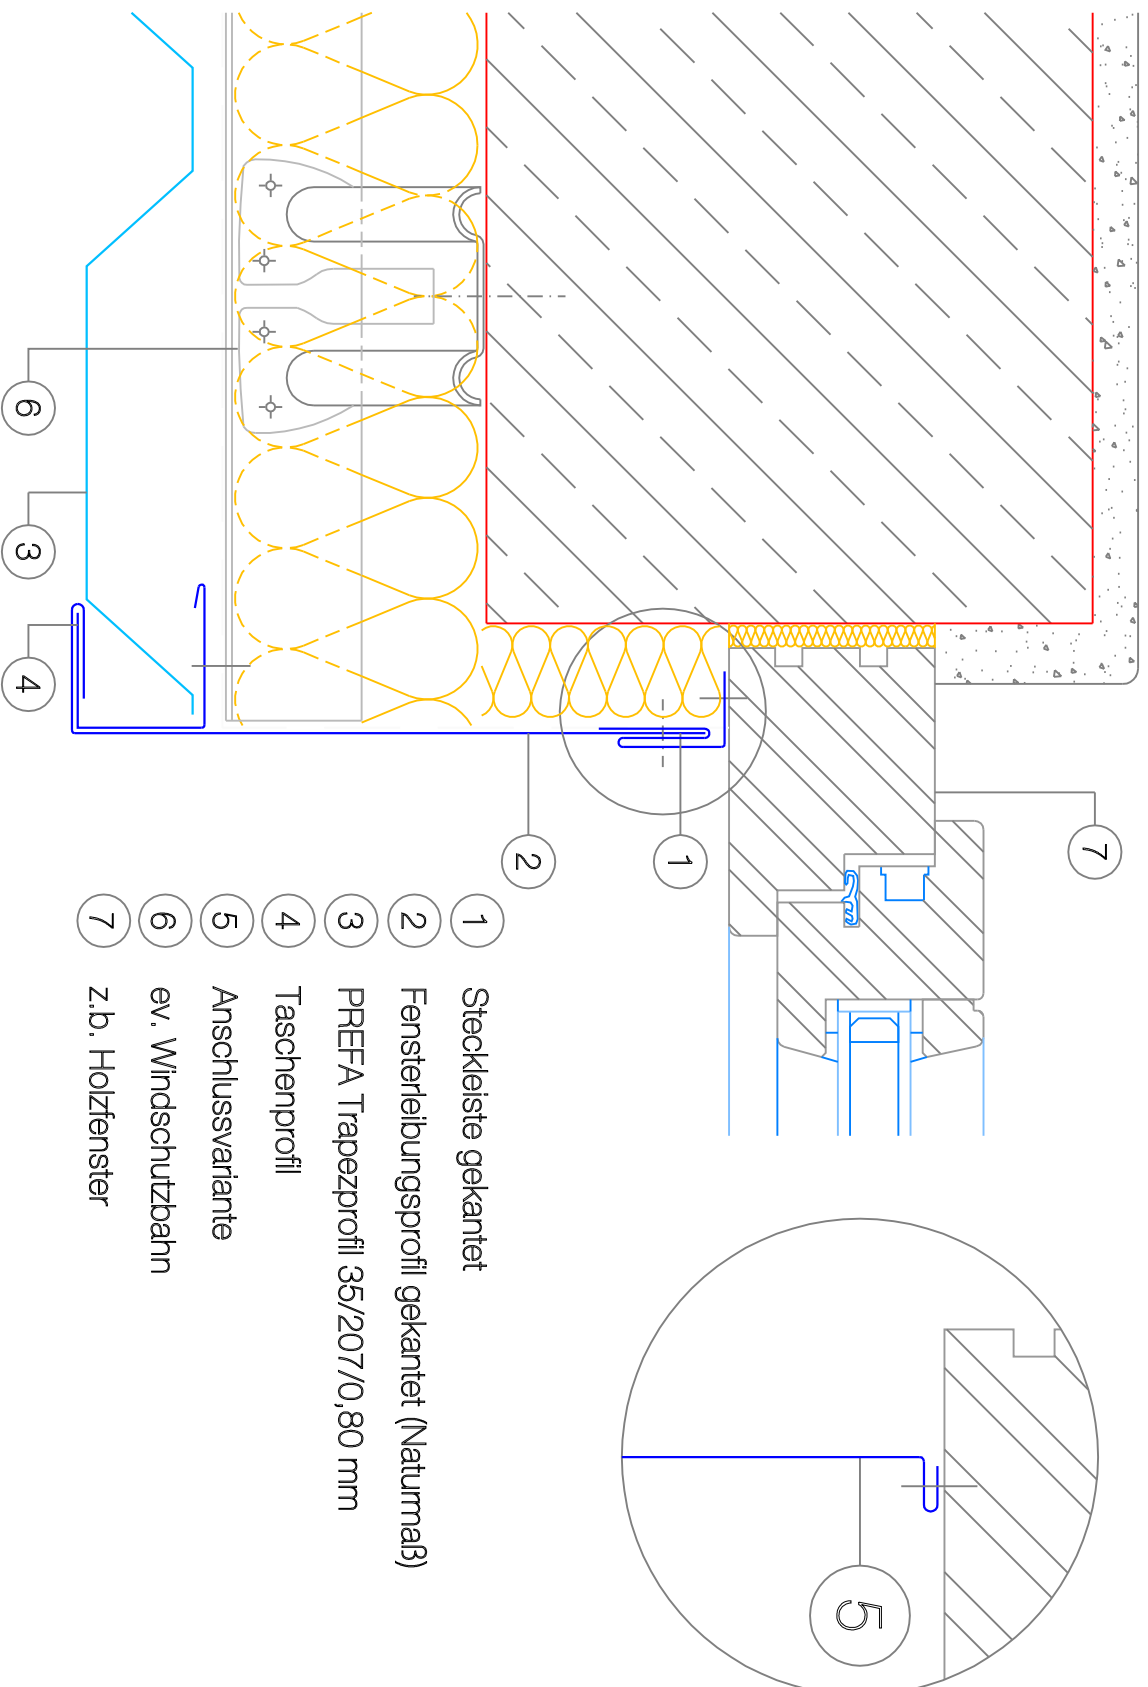 6
3
4
2
1
7
5
1 Steckleiste gekantet
2 Fensterleibungsprofil gekantet (Naturmaß)
3 PREFA Trapezprofil 35/207/0,80 mm
4 Taschenprofil
5 Anschlussvariante
6 ev. Windschutzbahn
7 z.b. Holzfenster